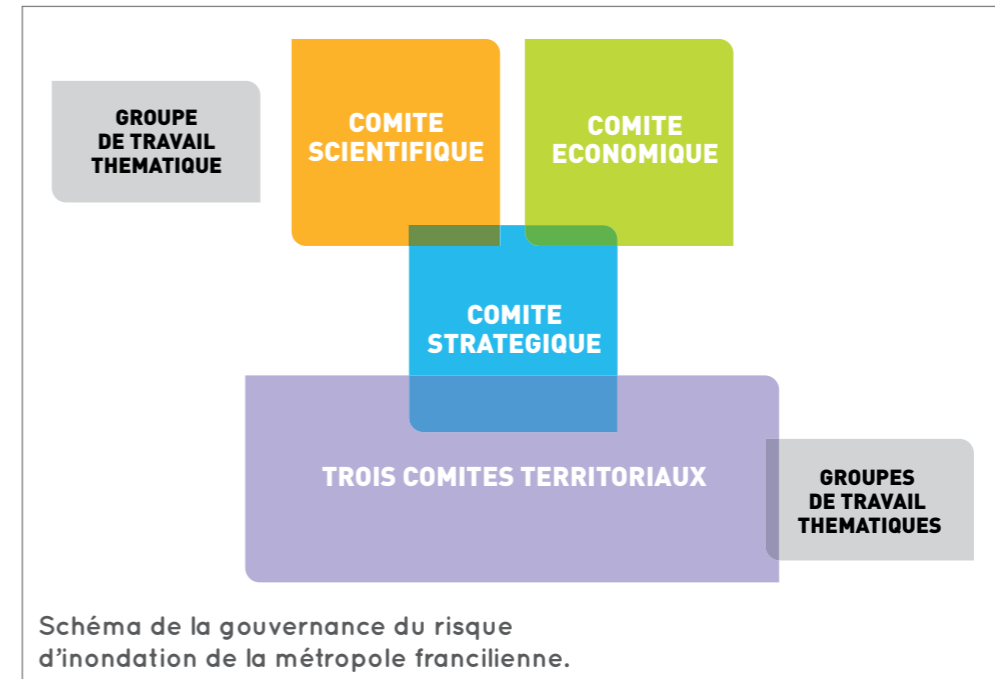 GROUPE
DE TRAVAIL
THEMATIQUE
COMITE
SCIENTIFIQUE
COMITE
ECONOMIQUE
COMITE
STRATEGIQUE
TROIS COMITES TERRITORIAUX
GROUPES
DE TRAVAIL
THEMATIQUES
Schéma de la gouvernance du risque
d'inondation de la métropole francilienne.